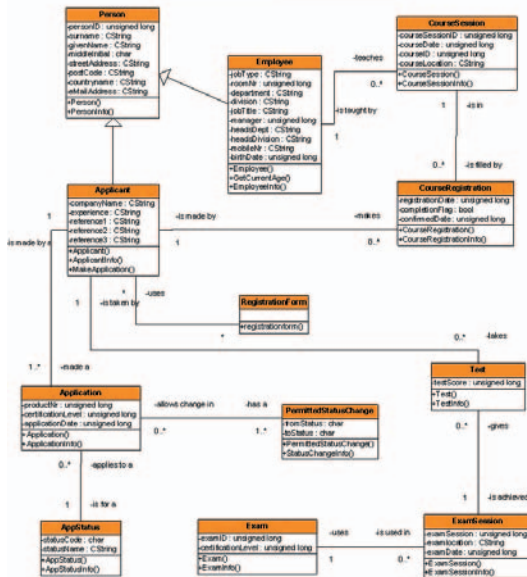 Person
-personID : unsigned long
-surname : CString
-givenName : CString
-middleInitial : char
-streetAddress : CString
-postCode : CString
-countryname : CString
-eMailAddress : CString
+Person()
+PersonInfo()
Employee
-jobType : CString
-roomNr : unsigned long
-department : CString
-division : CString
-jobTitle : CString
-manager : unsigned long
-headsDept : CString
-headsDivision : CString
-mobileNr : CString
-birthDate : unsigned long
+Employee()
+GetCurrentAge()
+EmployeeInfo()
-teaches
0..*
-is taught by
1
CourseSession
-courseSessionID : unsigned long
-courseDate : unsigned long
-courseID : unsigned long
-courseLocation : CString
+CourseSession()
+CourseSessionInfo()
1
-is in
0..*
-is filled by
CourseRegistration
-registrationDate : unsigned long
-completionFlag : bool
-confirmedDate : unsigned long
+CourseRegistration()
+CourseRegistrationInfo()
Applicant
-companyName : CString
-experience : CString
-reference1 : CString
-reference2 : CString
-reference3 : CString
+Applicant()
+ApplicantInfo()
+MakeApplication()
-is made by
1
-makes
0..*
1
-is made by a
1..*
-made a
1
-is taken by
*
-uses
*
RegistrationForm
+registrationform()
0..*
-takes
Test
-testScore : unsigned long
+Test()
+TestInfo()
0..*
-gives
1
-is achieved
Application
-productNr : unsigned long
-certificationLevel : unsigned long
-applicationDate : unsigned long
+Application()
+ApplicationInfo()
-allows change in
0..*
-has a
1..*
PermittedStatusChange
-fromStatus : char
-toStatus : char
+PermittedStatusChange()
+StatusChangeInfo()
0..*
-applies to a
1
-is for a
AppStatus
-statusCode : char
-statusName : CString
+AppStatus()
+AppStatusInfo()
Exam
-examID : unsigned long
-certificationLevel : unsigned long
+Exam()
+ExamInfo()
-uses
1
-is used in
0..*
ExamSession
-examSession : unsigned long
-examlocation : CString
-examDate : unsigned long
+ExamSession()
+ExamSessionInfo()